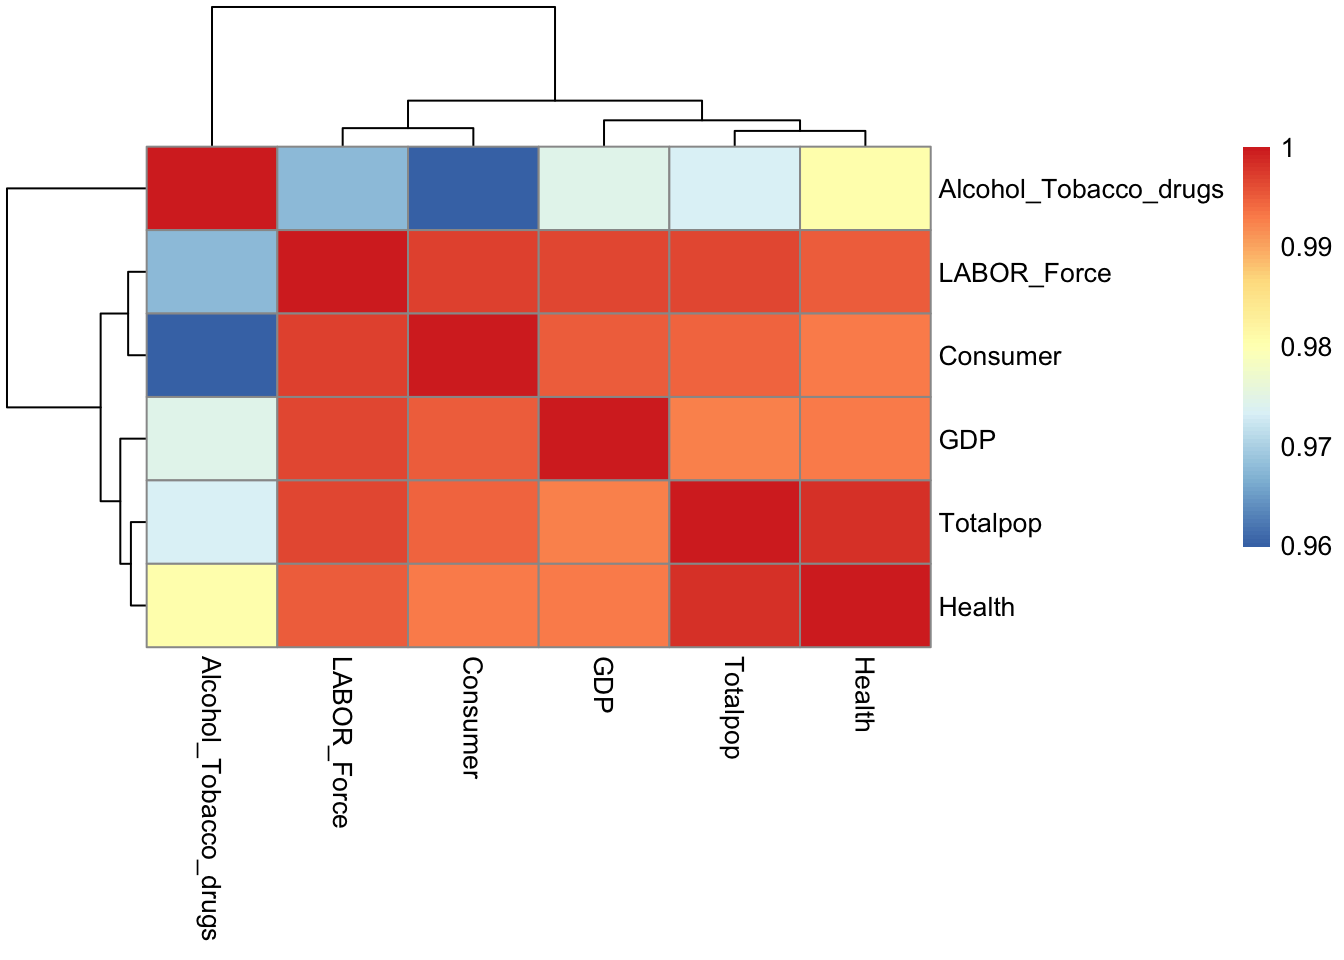 1
Alcohol_Tobacco_drugs
0.99
LABOR_Force
0.98
Consumer
GDP
0.97
Totalpop
0.96
Health
Alcohol_Tobacco_drugs
LABOR_Force
Consumer
GDP
Totalpop
Health